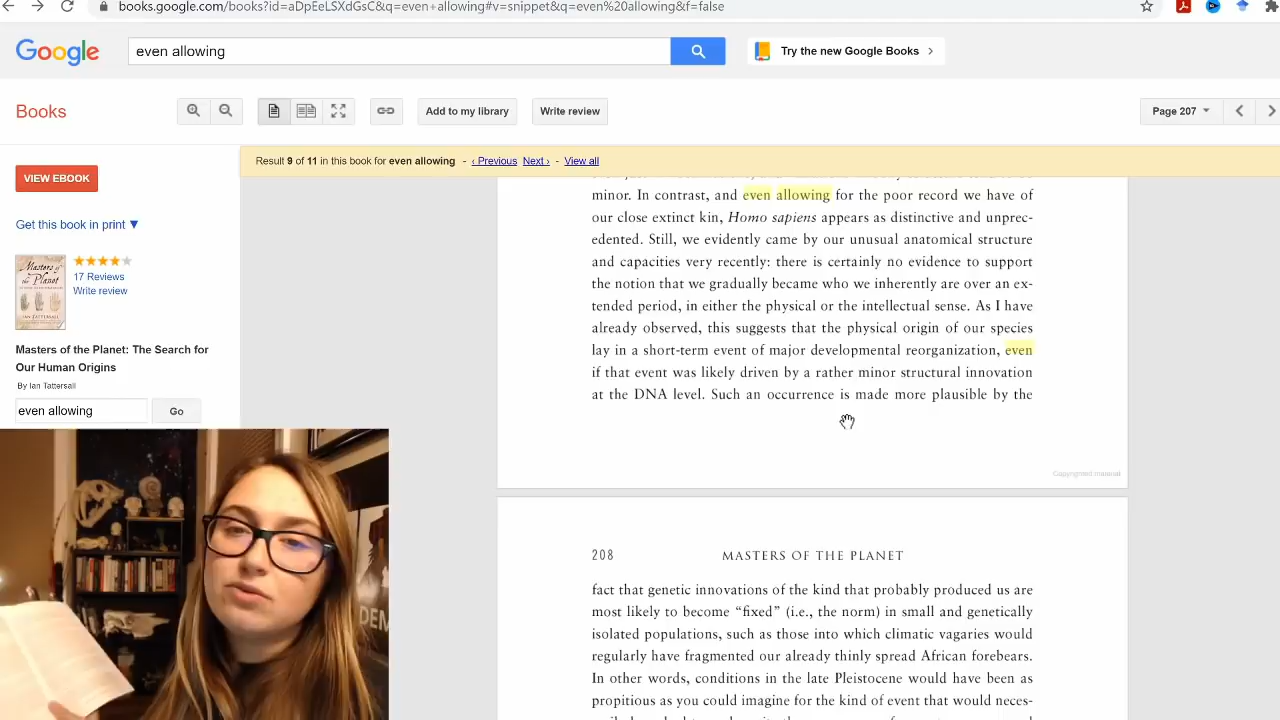 books.google.com/books?id=aDpEeLSXdGsC&q=even+allowing#v=snippet&q=even%20allowing&f=false
Google
even allowing
Try the new Google Books
Books
Add to my library
Write review
Page 207
Result 9 of 11 in this book for even allowing - ‹ Previous Next › - View all
VIEW EBOOK
Get this book in print ▼
17 Reviews
Write review
Masters of the Planet
IAN TATTERSALL
Masters of the Planet: The Search for
Our Human Origins
By Ian Tattersall
even allowing
Go
minor. In contrast, and even allowing for the poor record we have of
our close extinct kin, Homo sapiens appears as distinctive and unprec-
edented. Still, we evidently came by our unusual anatomical structure
and capacities very recently: there is certainly no evidence to support
the notion that we gradually became who we inherently are over an ex-
tended period, in either the physical or the intellectual sense. As I have
already observed, this suggests that the physical origin of our species
lay in a short-term event of major developmental reorganization, even
if that event was likely driven by a rather minor structural innovation
at the DNA level. Such an occurrence is made more plausible by the
Copyrighted material
208
MASTERS OF THE PLANET
fact that genetic innovations of the kind that probably produced us are
most likely to become “fixed” (i.e., the norm) in small and genetically
isolated populations, such as those into which climatic vagaries would
regularly have fragmented our already thinly spread African forebears.
In other words, conditions in the late Pleistocene would have been as
propitious as you could imagine for the kind of event that would neces-
DEM